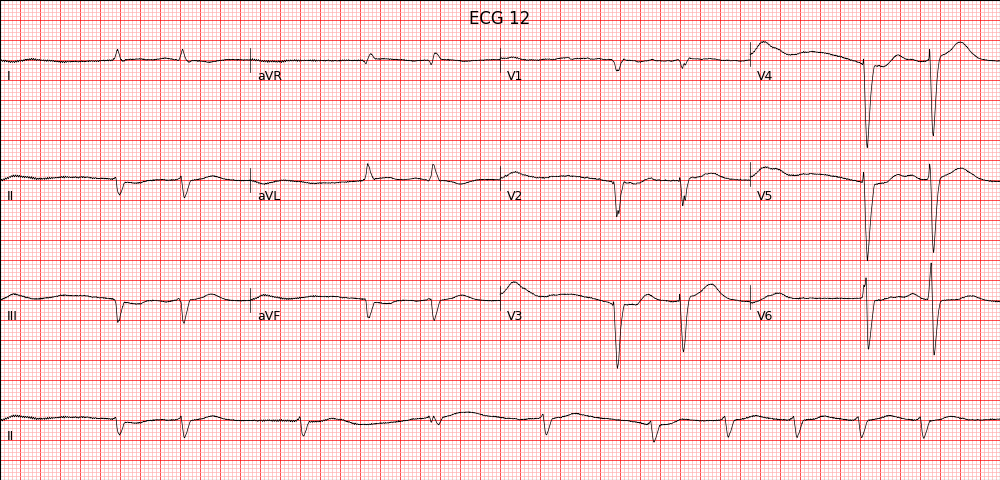 ECG 12
I aVR V1 V4
II aVL V2 V5
III aVF V3 V6
II